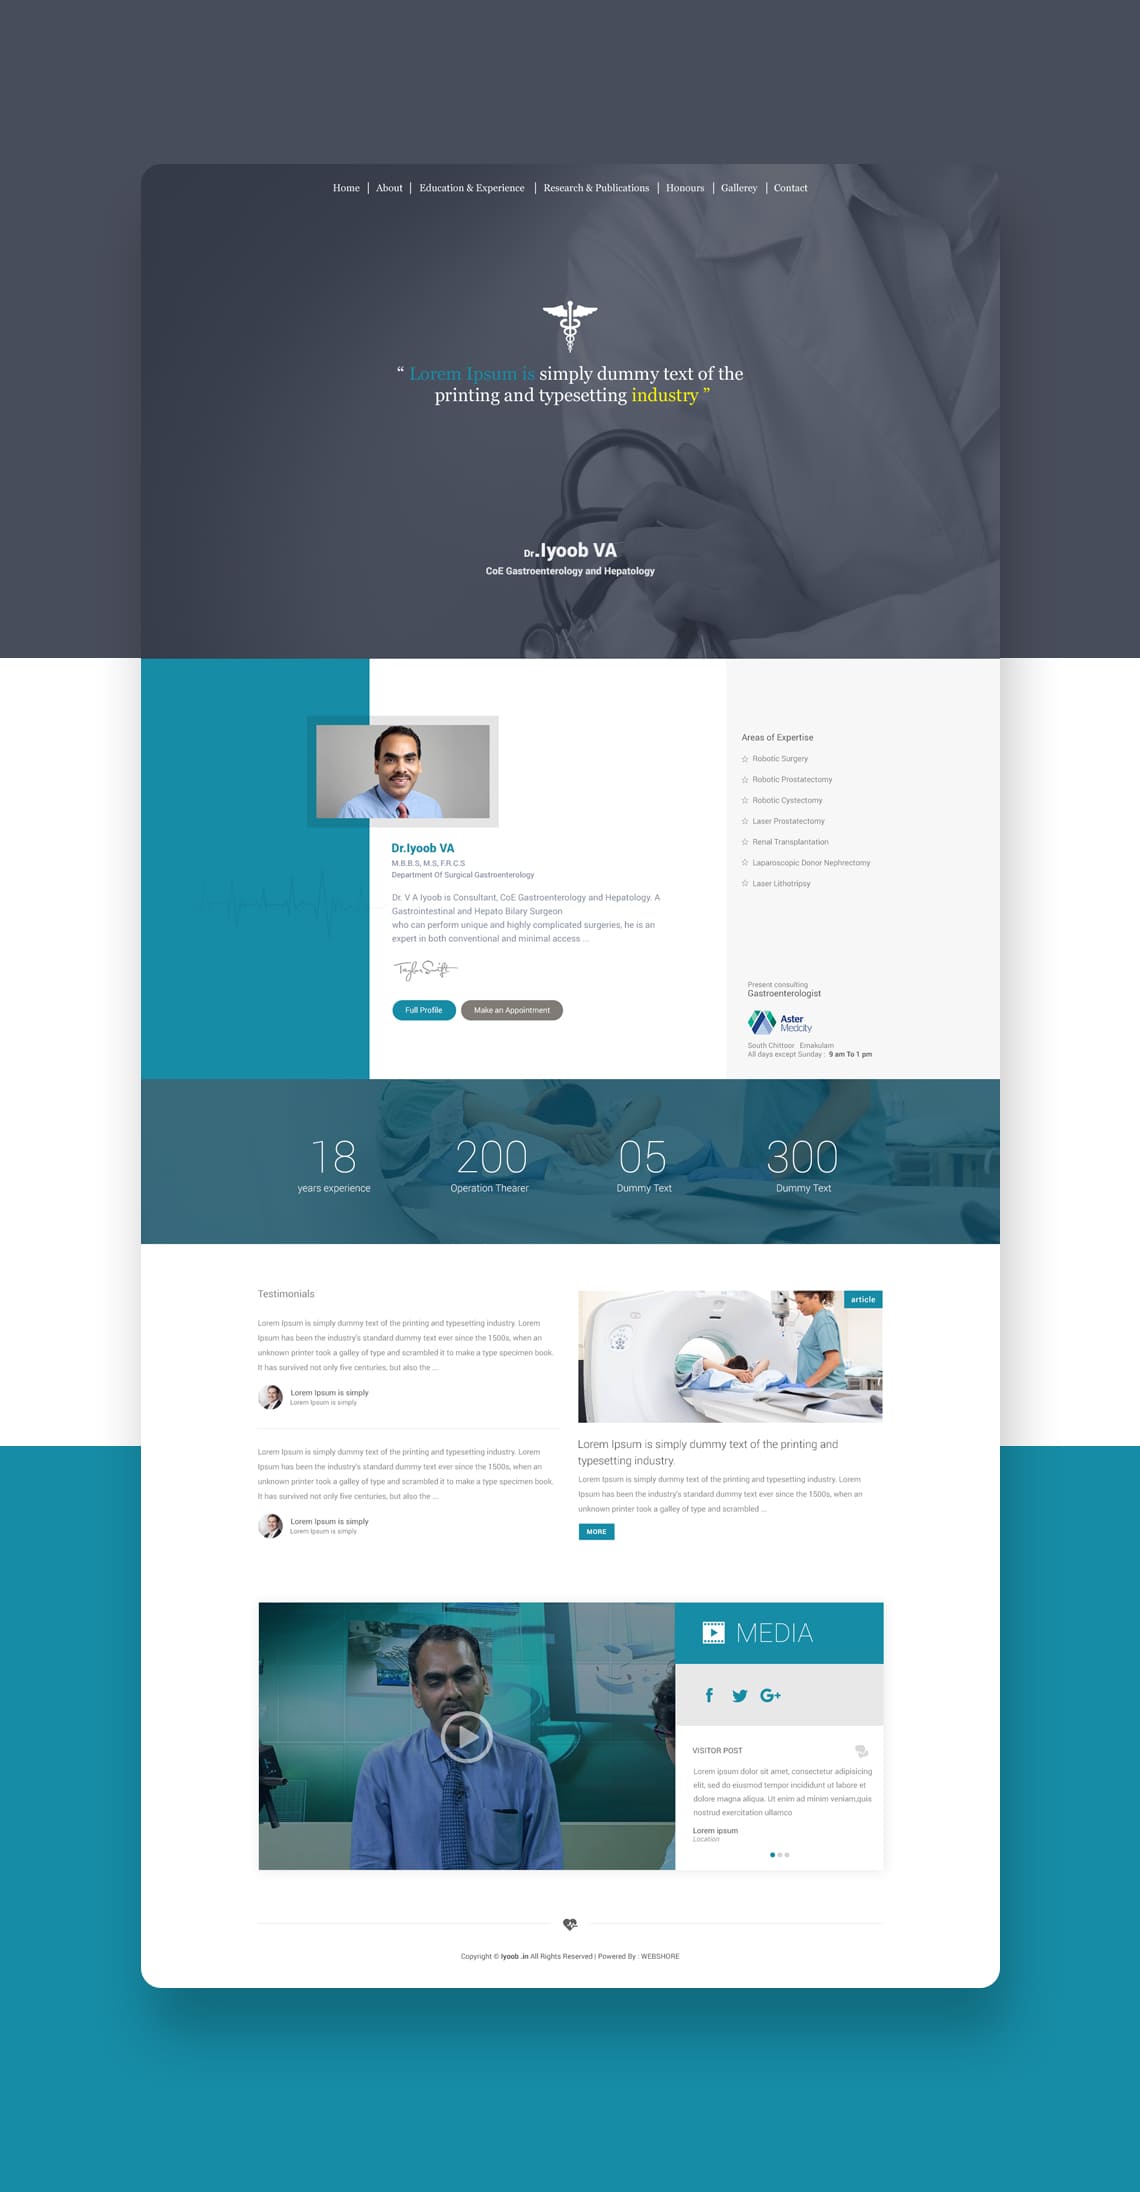 Home | About | Education & Experience | Research & Publications | Honours | Gallerey | Contact
“ Lorem Ipsum is simply dummy text of the
printing and typesetting industry ”
Dr.Iyoob VA
CoE Gastroenterology and Hepatology
Dr.Iyoob VA
M.B.B.S, M.S, F.R.C.S
Department Of Surgical Gastroenterology
Dr. V A Iyoob is Consultant, CoE Gastroenterology and Hepatology. A
Gastrointestinal and Hepato Bilary Surgeon
who can perform unique and highly complicated surgeries, he is an
expert in both conventional and minimal access ...
Taylor Swift
Full Profile
Make an Appointment
Areas of Expertise
Robotic Surgery
Robotic Prostatectomy
Robotic Cystectomy
Laser Prostatectomy
Renal Transplantation
Laparoscopic Donor Nephrectomy
Laser Lithotripsy
Present consulting
Gastroenterologist
Aster
Medcity
South Chittoor Ernakulam
All days except Sunday : 9 am To 1 pm
18
years experience
200
Operation Thearer
05
Dummy Text
300
Dummy Text
Testimonials
Lorem Ipsum is simply dummy text of the printing and typesetting industry. Lorem
Ipsum has been the industry's standard dummy text ever since the 1500s, when an
unknown printer took a galley of type and scrambled it to make a type specimen book.
It has survived not only five centuries, but also the ...
Lorem Ipsum is simply
Lorem Ipsum is simply
Lorem Ipsum is simply dummy text of the printing and typesetting industry. Lorem
Ipsum has been the industry's standard dummy text ever since the 1500s, when an
unknown printer took a galley of type and scrambled it to make a type specimen book.
It has survived not only five centuries, but also the ...
Lorem Ipsum is simply
Lorem Ipsum is simply
article
Lorem Ipsum is simply dummy text of the printing and
typesetting industry.
Lorem Ipsum is simply dummy text of the printing and typesetting industry. Lorem
Ipsum has been the industry's standard dummy text ever since the 1500s, when an
unknown printer took a galley of type and scrambled ...
MORE
MEDIA
f G+
VISITOR POST
Lorem ipsum dolor sit amet, consectetur adipisicing
elit, sed do eiusmod tempor incididunt ut labore et
dolore magna aliqua. Ut enim ad minim veniam,quis
nostrud exercitation ullamco
Lorem ipsum
Location
Copyright © Iyoob .in All Rights Reserved | Powered By : WEBSHORE